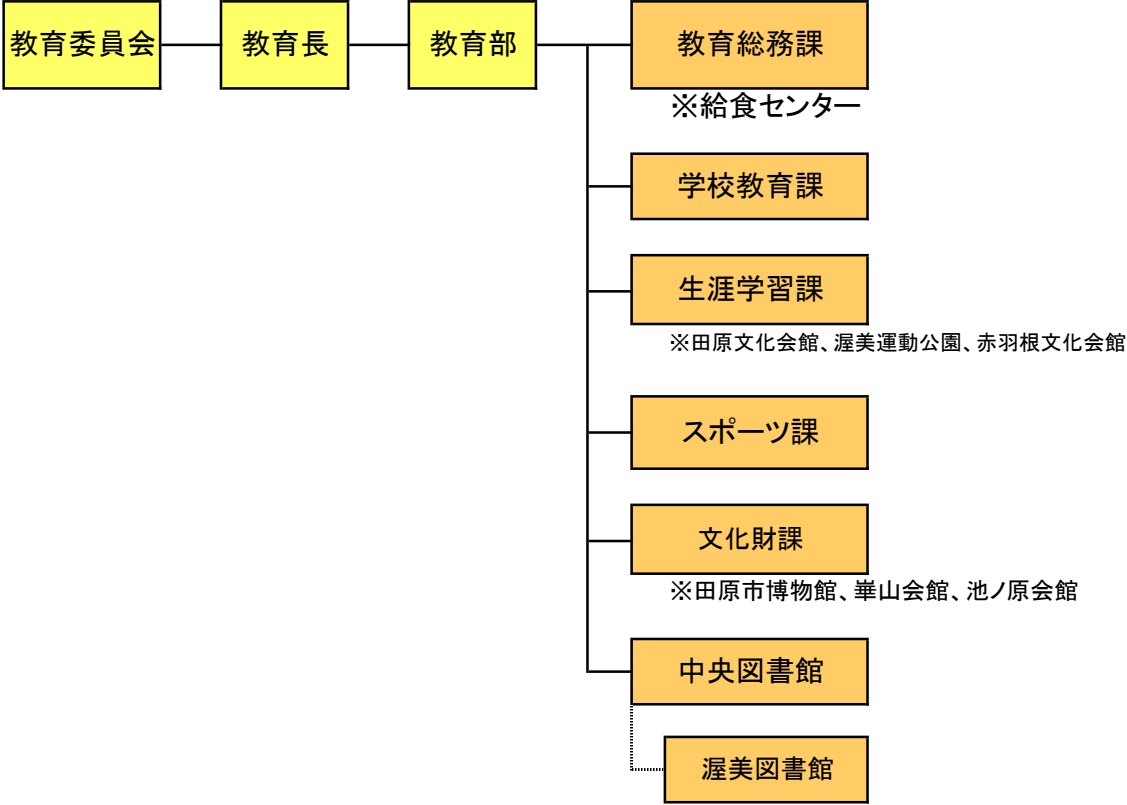 教育委員会
教育長
教育部
教育総務課
※給食センター
学校教育課
生涯学習課
※田原文化会館、渥美運動公園、赤羽根文化会館
スポーツ課
文化財課
※田原市博物館、崋山会館、池ノ原会館
中央図書館
渥美図書館